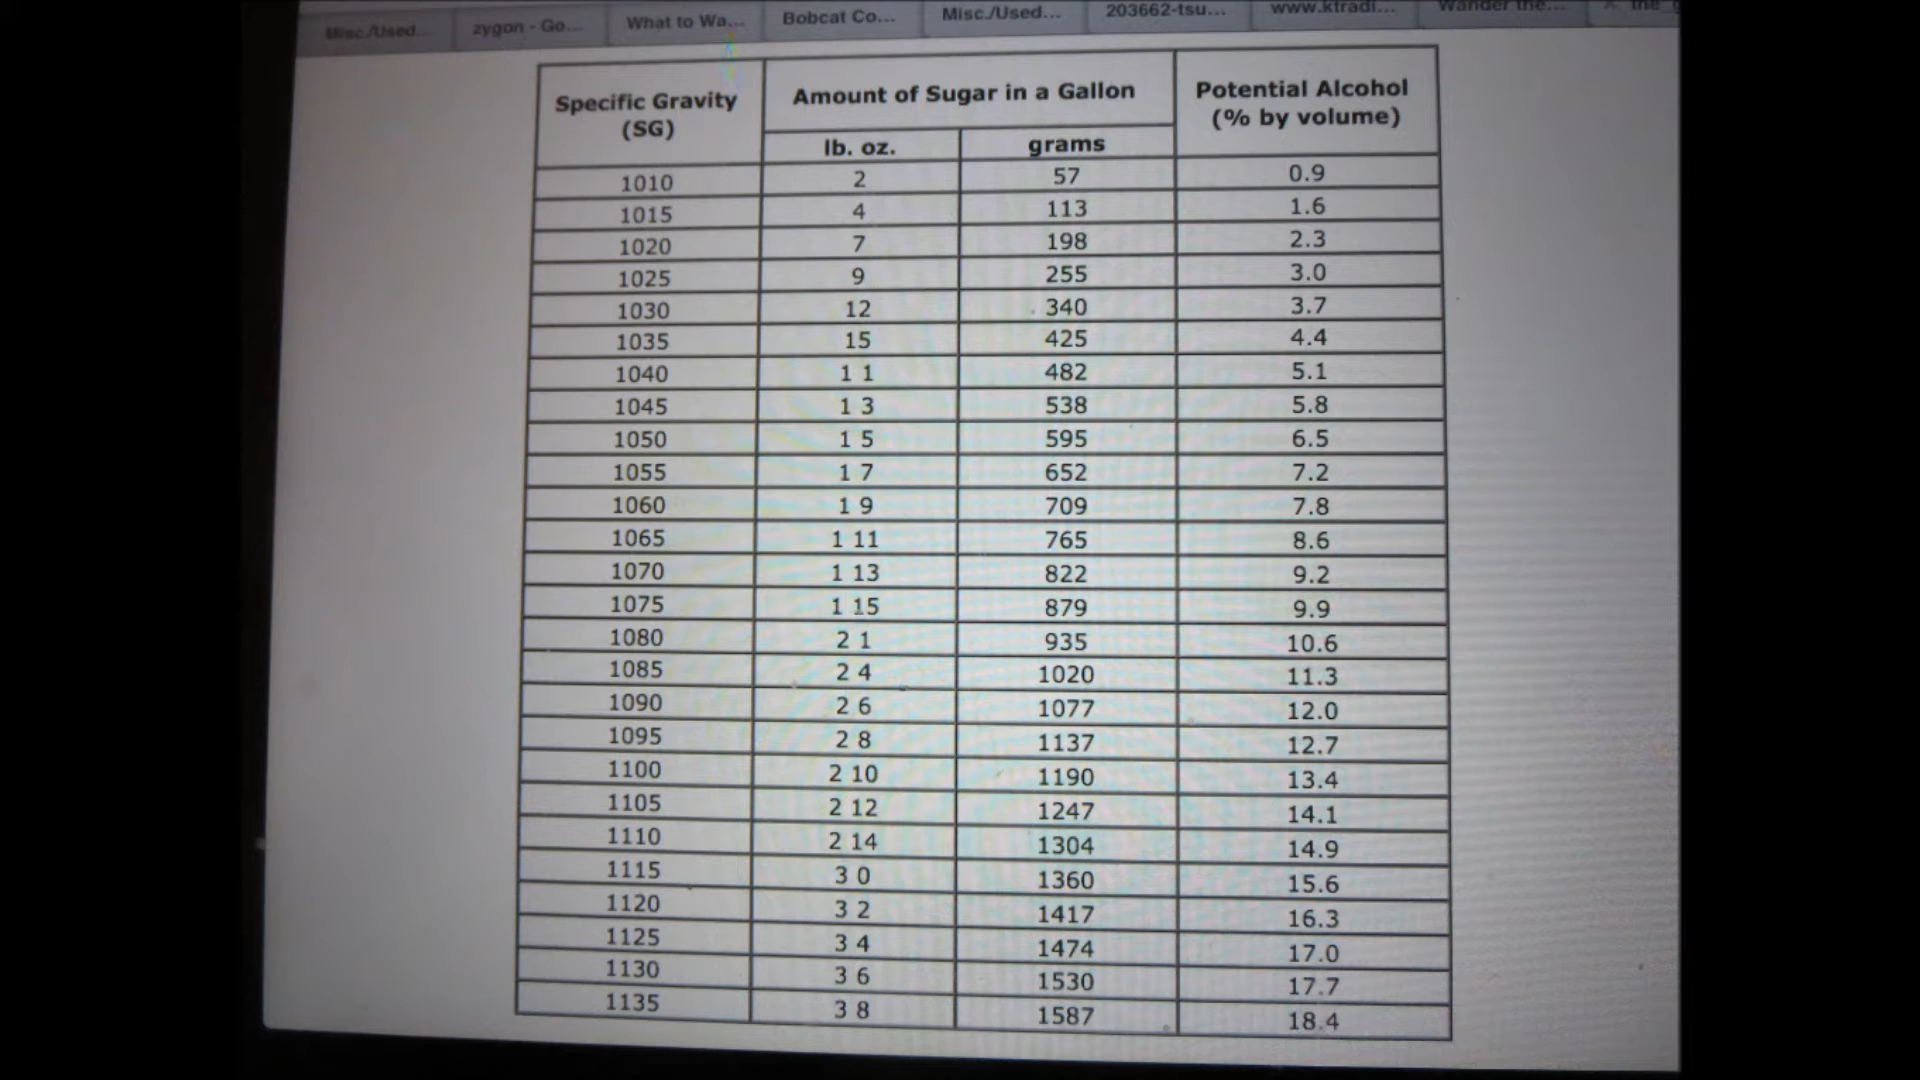 Misc./Used...
zygon - Go...
What to Wa...
Bobcat Co...
Misc./Used...
203662-tsu...
www.ktradi...
Wander the...
Specific Gravity
(SG)
Amount of Sugar in a Gallon
Potential Alcohol
(% by volume)
lb. oz. grams
1010 2 57 0.9
1015 4 113 1.6
1020 7 198 2.3
1025 9 255 3.0
1030 12 340 3.7
1035 15 425 4.4
1040 1 1 482 5.1
1045 1 3 538 5.8
1050 1 5 595 6.5
1055 1 7 652 7.2
1060 1 9 709 7.8
1065 1 11 765 8.6
1070 1 13 822 9.2
1075 1 15 879 9.9
1080 2 1 935 10.6
1085 2 4 1020 11.3
1090 2 6 1077 12.0
1095 2 8 1137 12.7
1100 2 10 1190 13.4
1105 2 12 1247 14.1
1110 2 14 1304 14.9
1115 3 0 1360 15.6
1120 3 2 1417 16.3
1125 3 4 1474 17.0
1130 3 6 1530 17.7
1135 3 8 1587 18.4